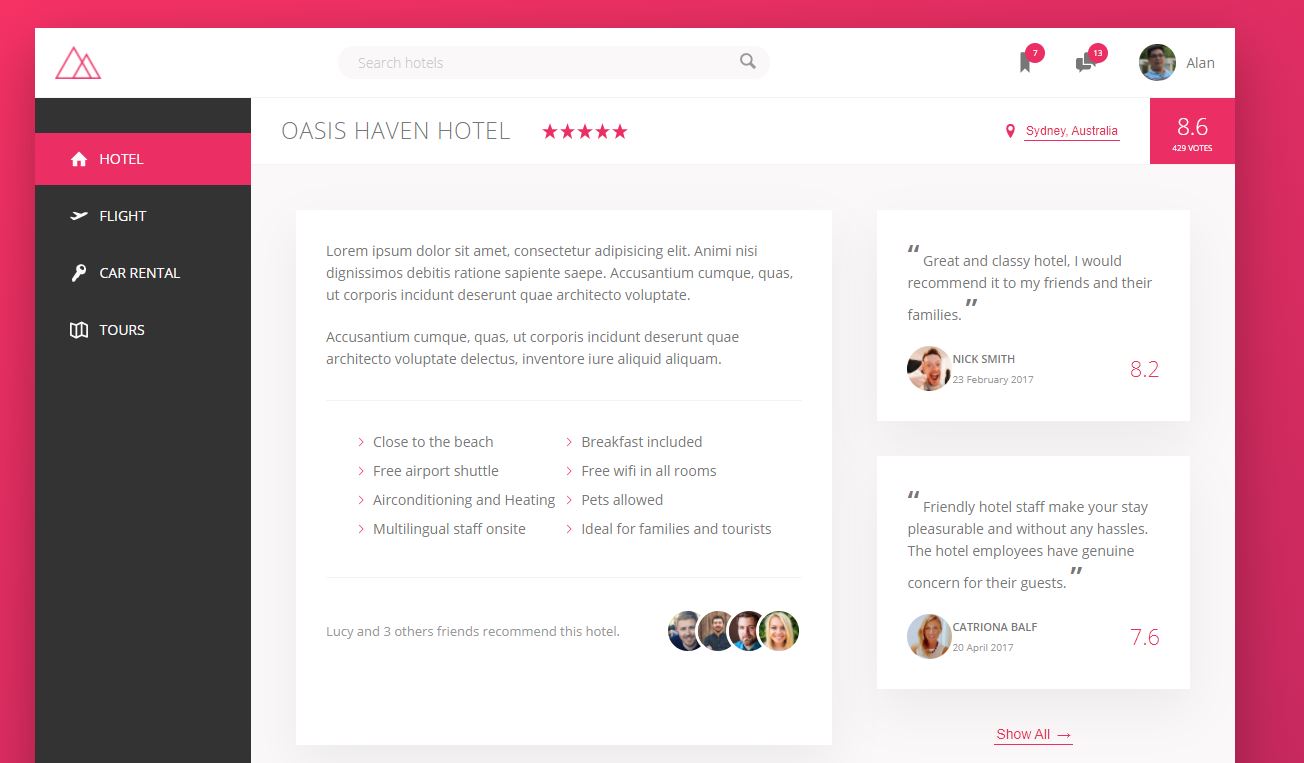 Search hotels
7
13
Alan
OASIS HAVEN HOTEL
Sydney, Australia
8.6
429 VOTES
HOTEL
FLIGHT
CAR RENTAL
TOURS
Lorem ipsum dolor sit amet, consectetur adipisicing elit. Animi nisi
dignissimos debitis ratione sapiente saepe. Accusantium cumque, quas,
ut corporis incidunt deserunt quae architecto voluptate.
Accusantium cumque, quas, ut corporis incidunt deserunt quae
architecto voluptate delectus, inventore iure aliquid aliquam.
Close to the beach
Breakfast included
Free airport shuttle
Free wifi in all rooms
Airconditioning and Heating
Pets allowed
Multilingual staff onsite
Ideal for families and tourists
Lucy and 3 others friends recommend this hotel.
“ Great and classy hotel, I would
recommend it to my friends and their
families. ”
NICK SMITH
23 February 2017
8.2
“ Friendly hotel staff make your stay
pleasurable and without any hassles.
The hotel employees have genuine
concern for their guests. ”
CATRIONA BALF
20 April 2017
7.6
Show All →